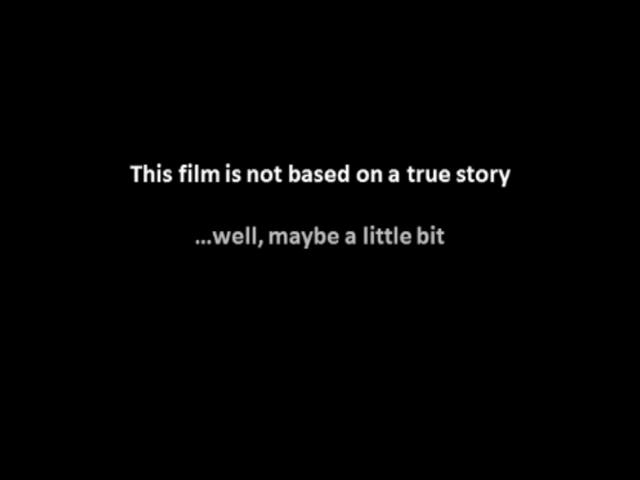 This film is not based on a true story
...well, maybe a little bit